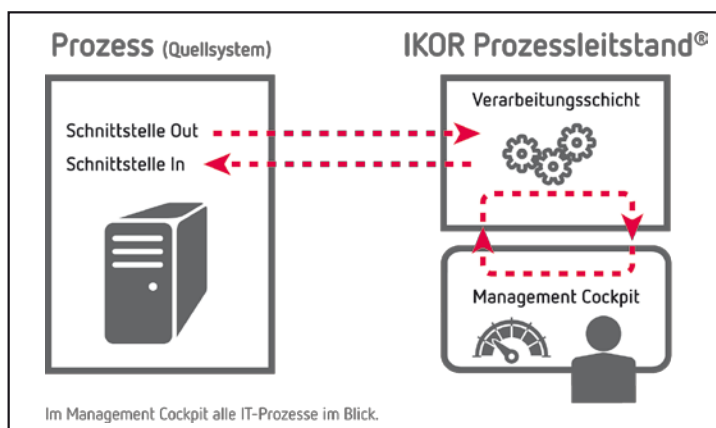 Prozess (Quellsystem)
IKOR Prozessleitstand®
Schnittstelle Out
Schnittstelle In
Verarbeitungsschicht
Management Cockpit
Im Management Cockpit alle IT-Prozesse im Blick.